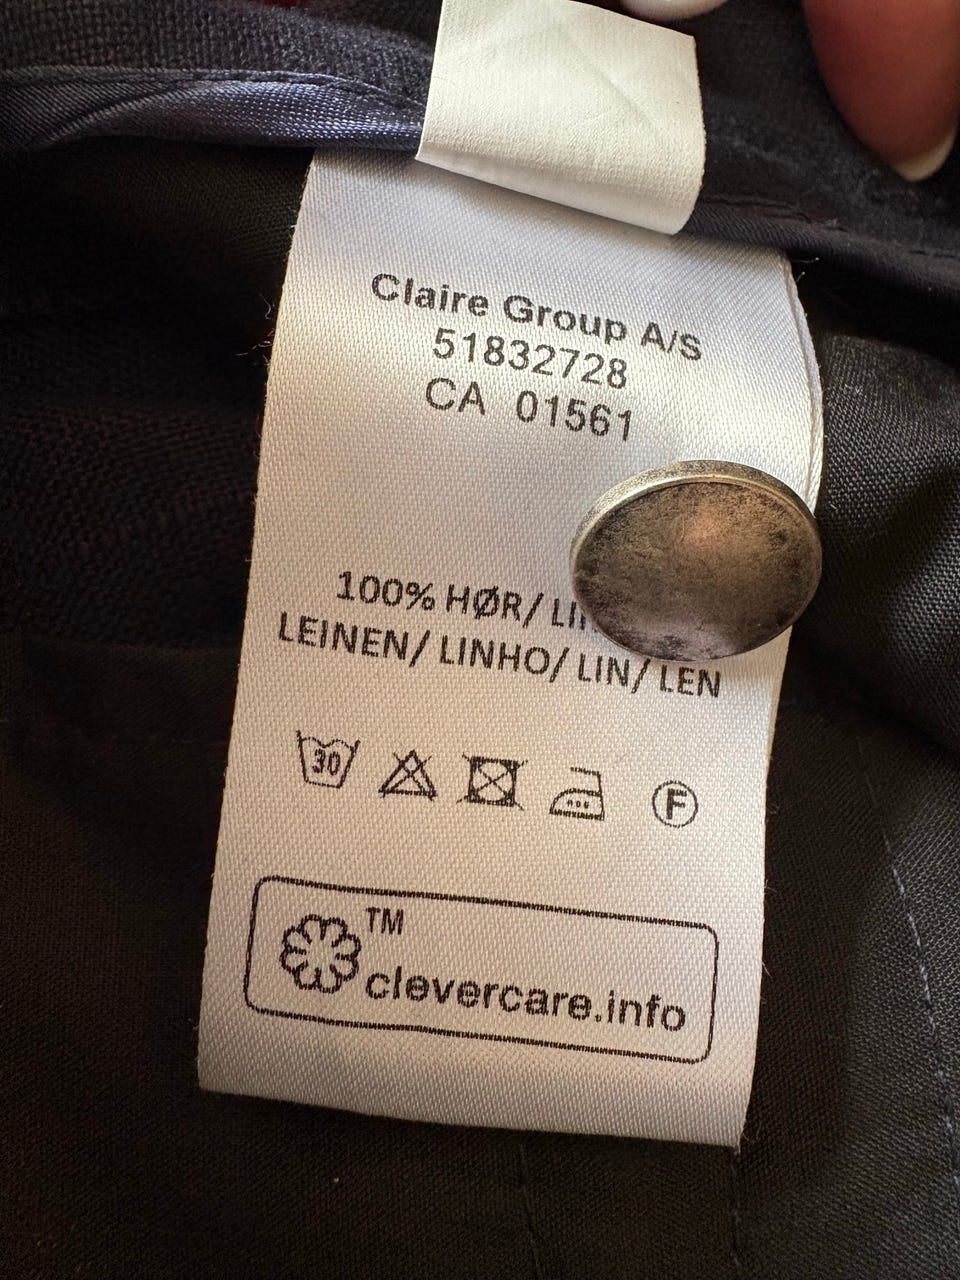 Claire Group A/S
51832728
CA 01561
100% HØR/
LEINEN/ LINHO/ LIN/ LEN
30
F
TM
clevercare.info